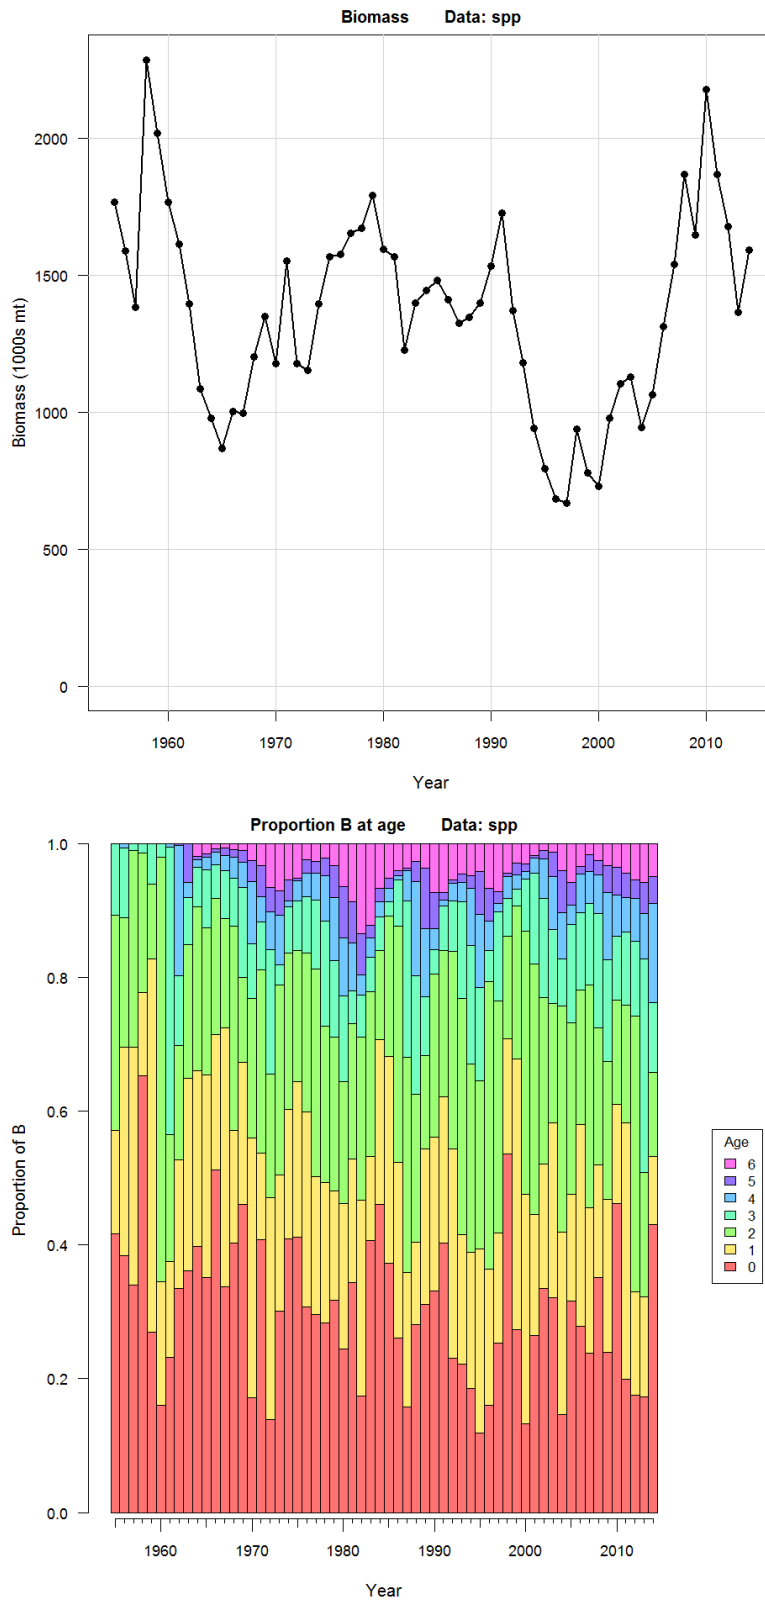 Biomass Data: spp
2000
1500
1000
500
0
Biomass (1000s mt)
1960 1970 1980 1990 2000 2010
Year
Proportion B at age Data: spp
1.0
0.8
0.6
0.4
0.2
0.0
Proportion of B
1960 1970 1980 1990 2000 2010
Year
Age
6
5
4
3
2
1
0